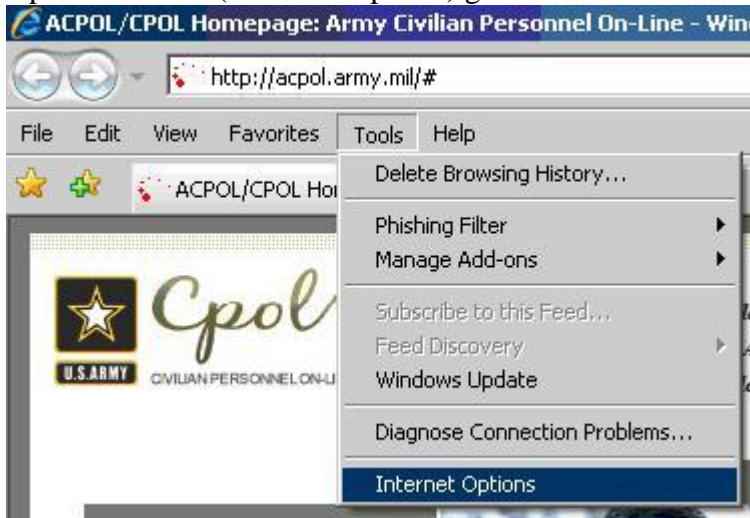 ACPOL/CPOL Homepage: Army Civilian Personnel On-Line - Win
http://acpol.army.mil/#
File Edit View Favorites Tools Help
ACPOL/CPOL Ho
Delete Browsing History...
Phishing Filter
Manage Add-ons
Subscribe to this Feed...
Feed Discovery
Windows Update
Diagnose Connection Problems...
Internet Options
Cpol
U.S.ARMY
CIVILIAN PERSONNEL ON-LI